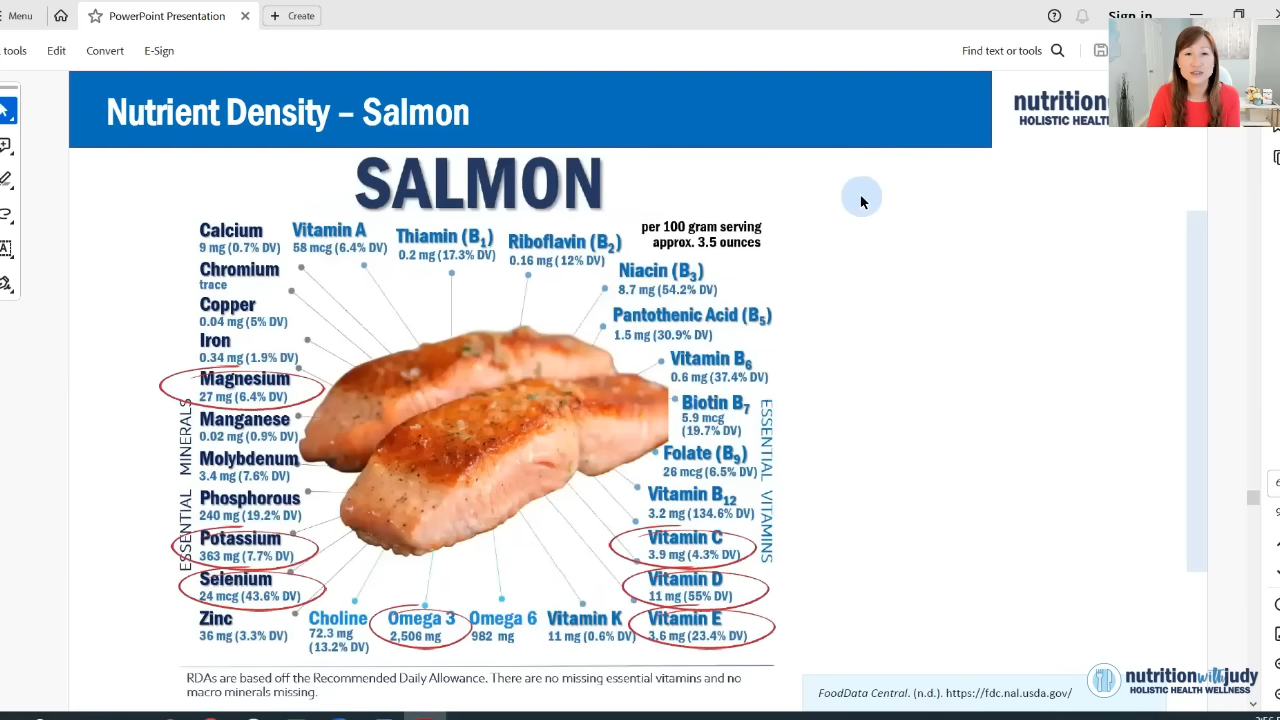 Menu
PowerPoint Presentation
Create
Sign in
tools
Edit
Convert
E-Sign
Find text or tools
Nutrient Density – Salmon
nutrition
HOLISTIC HEALTH
SALMON
per 100 gram serving
approx. 3.5 ounces
Calcium
9 mg (0.7% DV)
Vitamin A
58 mcg (6.4% DV)
Thiamin (B1)
0.2 mg (17.3% DV)
Riboflavin (B2)
0.16 mg (12% DV)
Niacin (B3)
8.7 mg (54.2% DV)
Pantothenic Acid (B5)
1.5 mg (30.9% DV)
Vitamin B6
0.6 mg (37.4% DV)
Biotin B7
5.9 mcg
(19.7% DV)
Folate (B9)
26 mcg (6.5% DV)
Vitamin B12
3.2 mg (134.6% DV)
Vitamin C
3.9 mg (4.3% DV)
Vitamin D
11 mg (55% DV)
Vitamin E
3.6 mg (23.4% DV)
ESSENTIAL VITAMINS
Chromium
trace
Copper
0.04 mg (5% DV)
Iron
0.34 mg (1.9% DV)
Magnesium
27 mg (6.4% DV)
Manganese
0.02 mg (0.9% DV)
Molybdenum
3.4 mg (7.6% DV)
Phosphorous
240 mg (19.2% DV)
Potassium
363 mg (7.7% DV)
Selenium
24 mcg (43.6% DV)
Zinc
36 mg (3.3% DV)
ESSENTIAL MINERALS
Choline
72.3 mg
(13.2% DV)
Omega 3
2,506 mg
Omega 6
982 mg
Vitamin K
11 mg (0.6% DV)
RDAs are based off the Recommended Daily Allowance. There are no missing essential vitamins and no
macro minerals missing.
FoodData Central. (n.d.). https://fdc.nal.usda.gov/
nutrition with judy
HOLISTIC HEALTH WELLNESS